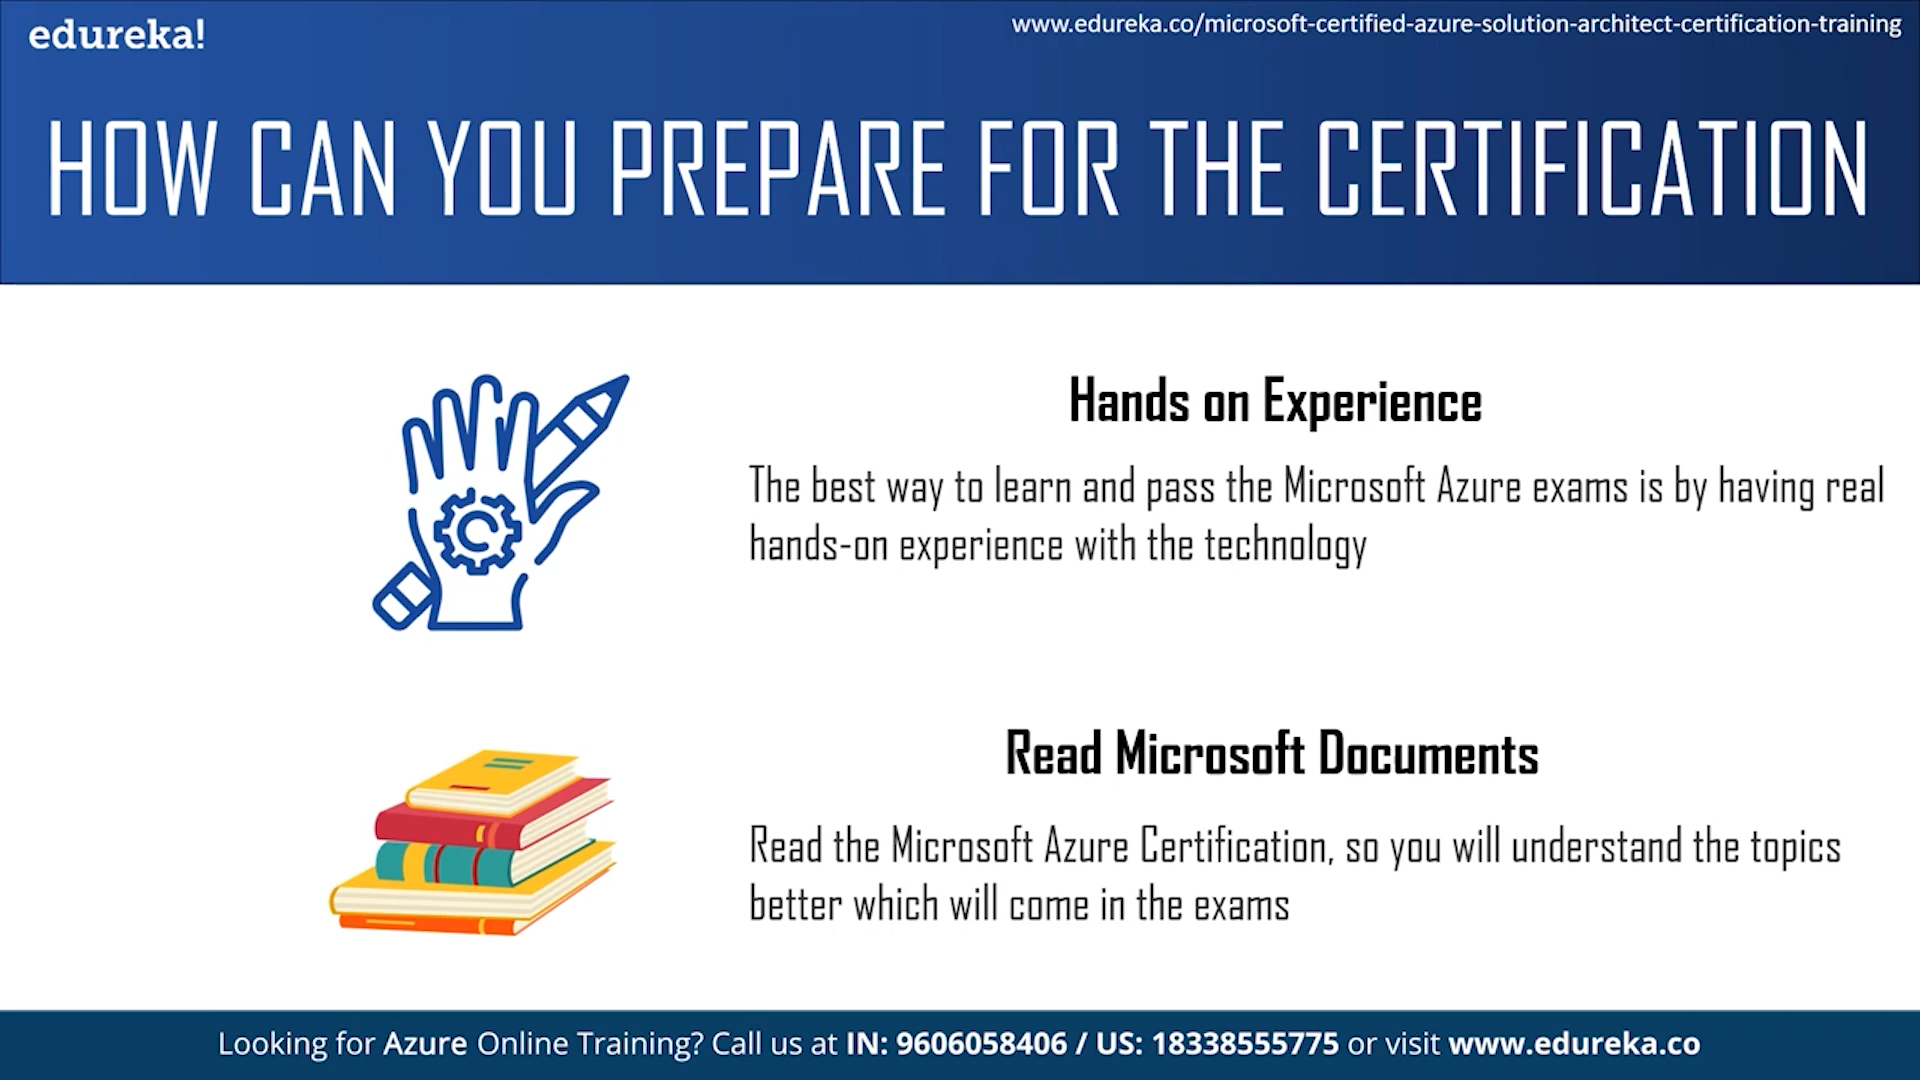 edureka!
www.edureka.co/microsoft-certified-azure-solution-architect-certification-training
HOW CAN YOU PREPARE FOR THE CERTIFICATION
Hands on Experience
The best way to learn and pass the Microsoft Azure exams is by having real
hands-on experience with the technology
Read Microsoft Documents
Read the Microsoft Azure Certification, so you will understand the topics
better which will come in the exams
Looking for Azure Online Training? Call us at IN: 9606058406 / US: 18338555775 or visit www.edureka.co